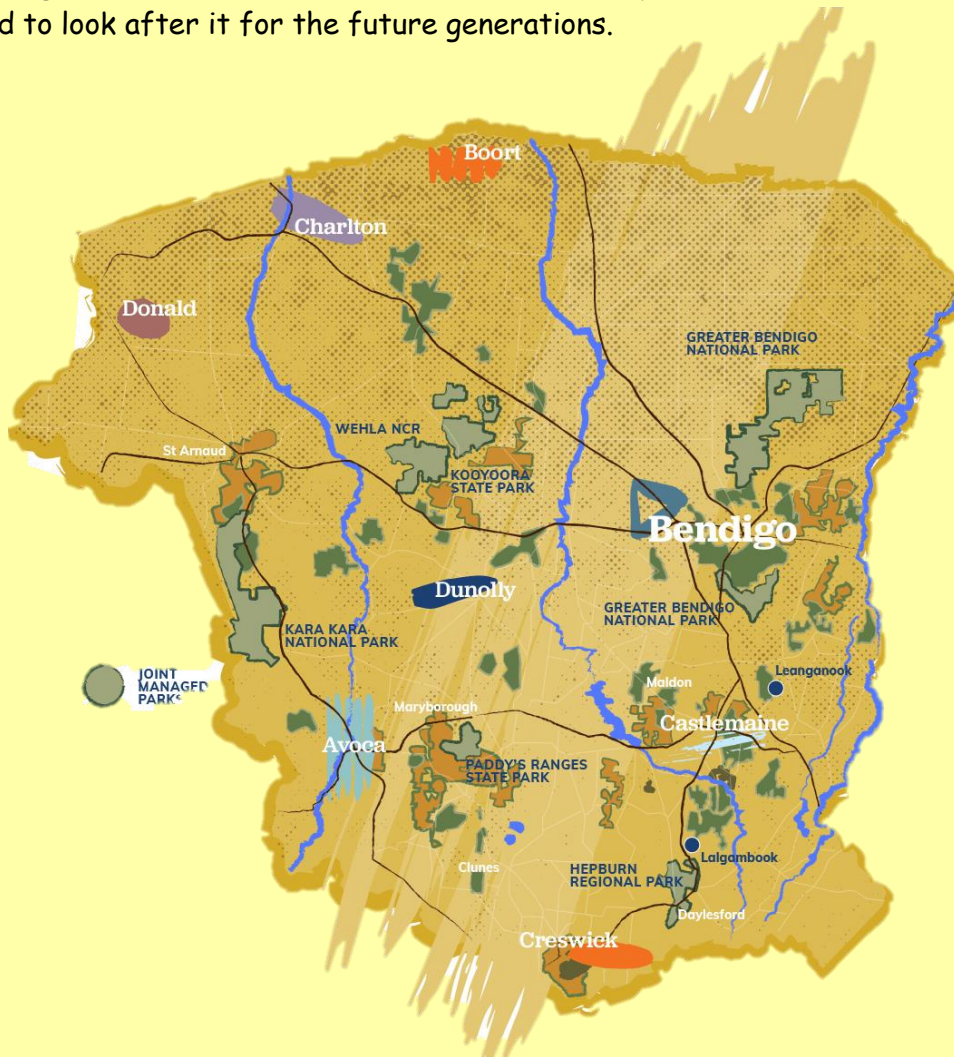 d to look after it for the future generations.
Boort
Charlton
Donald
GREATER BENDIGO
NATIONAL PARK
WEHLA NCR
St Arnaud
KOOYOORA
STATE PARK
Bendigo
Dunolly
GREATER BENDIGO
NATIONAL PARK
KARA KARA
NATIONAL PARK
JOINT
MANAGED
PARKS
Leanganook
Maldon
Maryborough
Castlemaine
Avoca
PADDY'S RANGES
STATE PARK
Lalgambook
Clunes
HEPBURN
REGIONAL PARK
Daylesford
Creswick